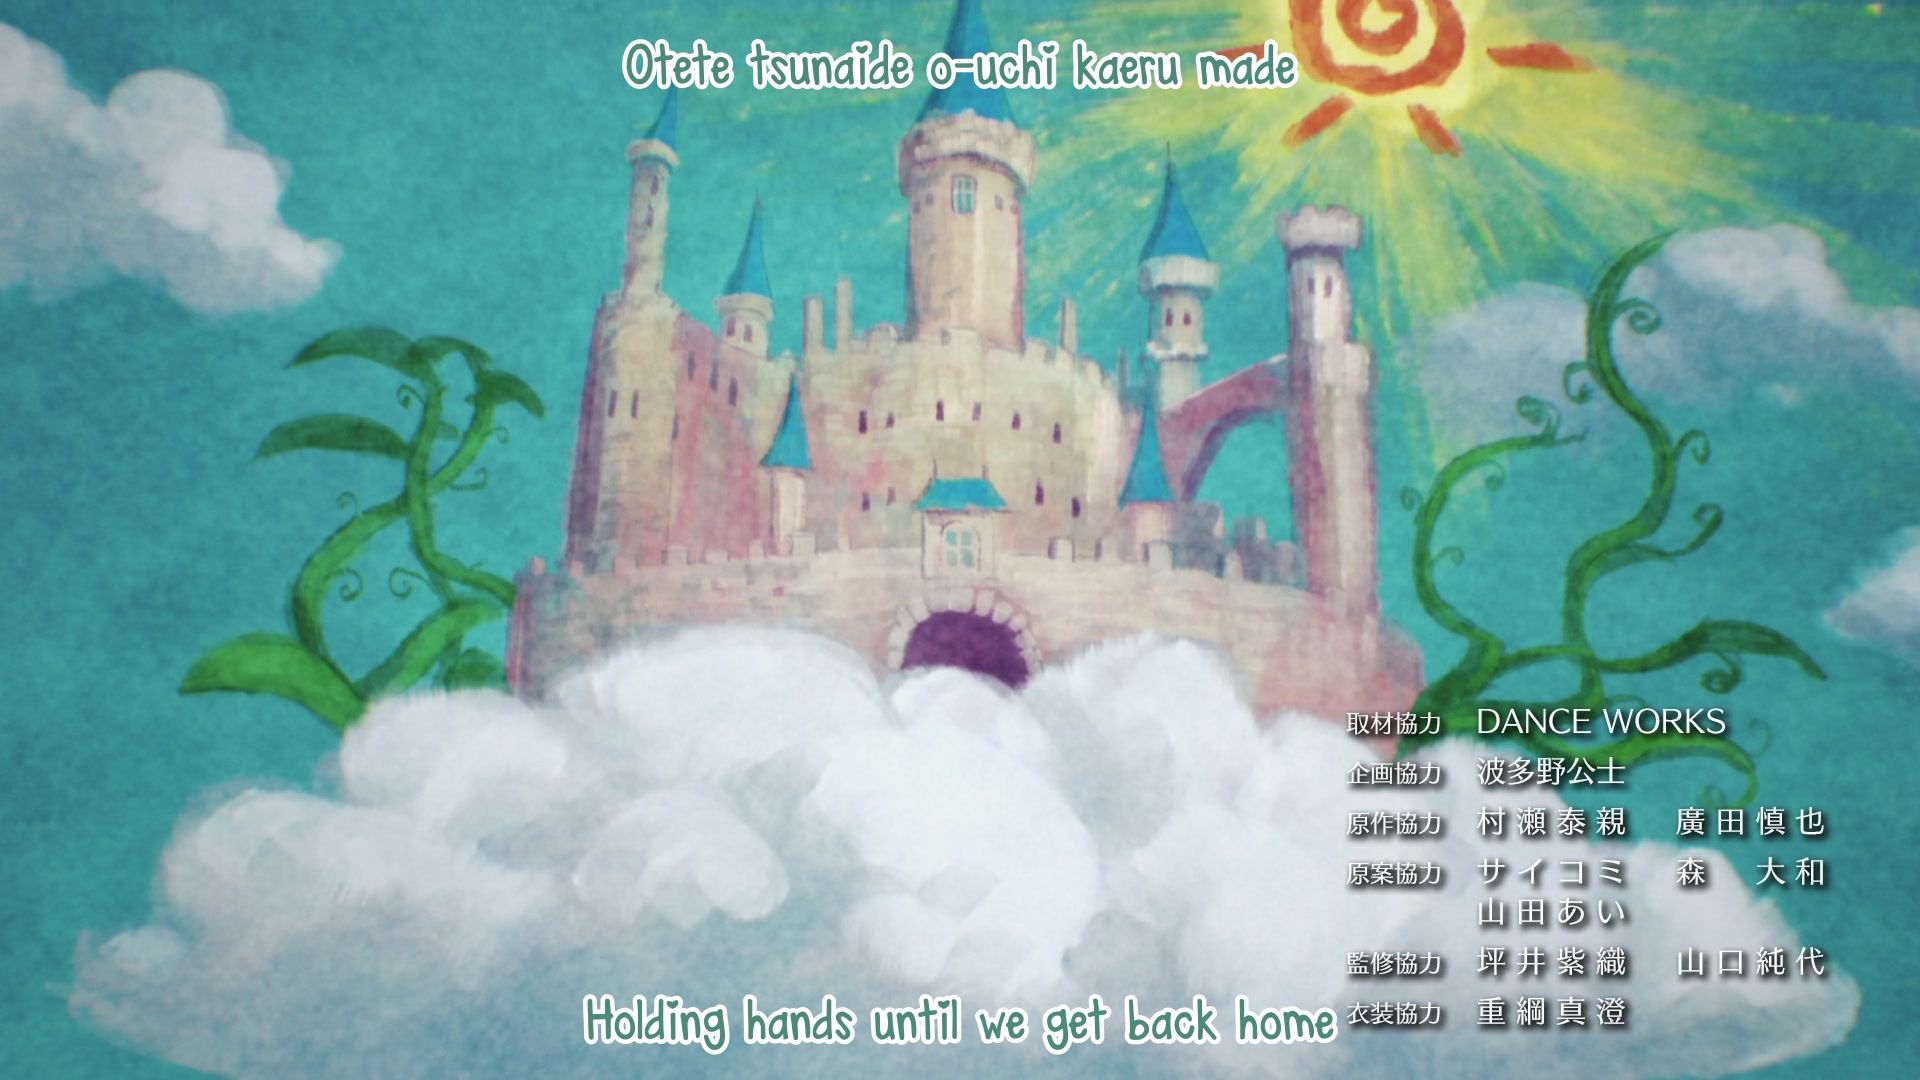 Otete tsunaide o-uchi kaeru made
取材協力 DANCE WORKS
企画協力 波多野公士
原作協力 村瀬泰親 廣田慎也
原案協力 サイコミ 森 大和
山田あい
監修協力 坪井紫織 山口純代
衣装協力 重綱真澄
Holding hands until we get back home